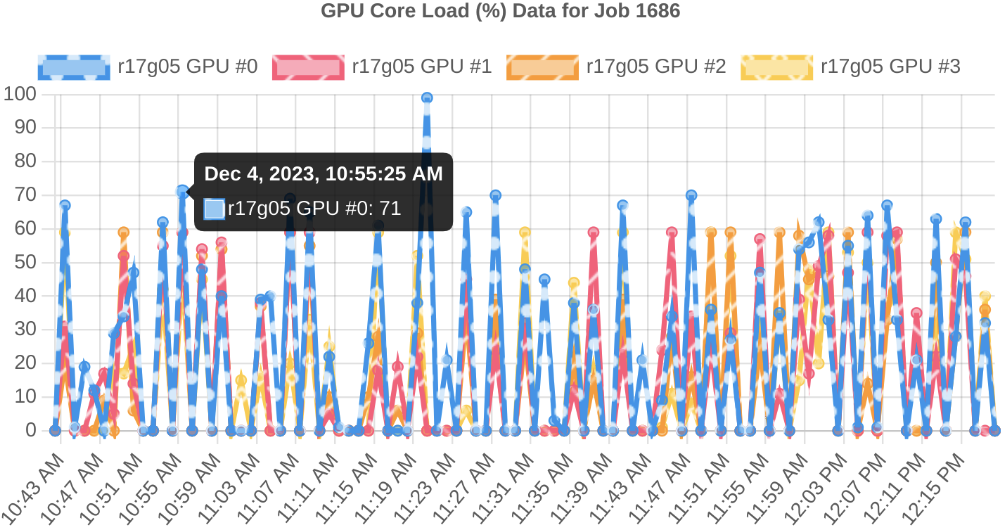 GPU Core Load (%) Data for Job 1686
r17g05 GPU #0 r17g05 GPU #1 r17g05 GPU #2 r17g05 GPU #3
100
90
80
70
60
50
40
30
20
10
0
Dec 4, 2023, 10:55:25 AM
r17g05 GPU #0: 71
10:43 AM 10:47 AM 10:51 AM 10:55 AM 10:59 AM 11:03 AM 11:07 AM 11:11 AM 11:15 AM 11:19 AM 11:23 AM 11:27 AM 11:31 AM 11:35 AM 11:39 AM 11:43 AM 11:47 AM 11:51 AM 11:55 AM 11:59 AM 12:03 PM 12:07 PM 12:11 PM 12:15 PM